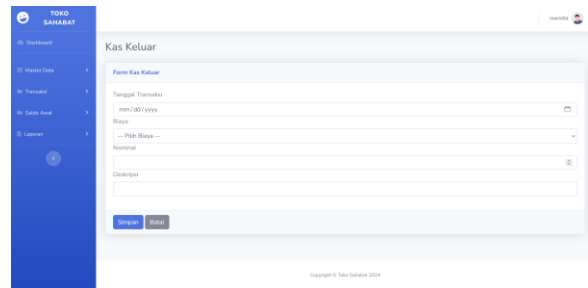 TOKO
SAHABAT
Dashboard
Master Data
Transaksi
Saldo Awal
Laporan
Kas Keluar
Form Kas Keluar
Tanggal Transaksi
mm/dd/yyyy
Biaya
-- Pilih Biaya --
Nominal
Deskripsi
Simpan
Batal
Copyright © Toko Sahabat 2024